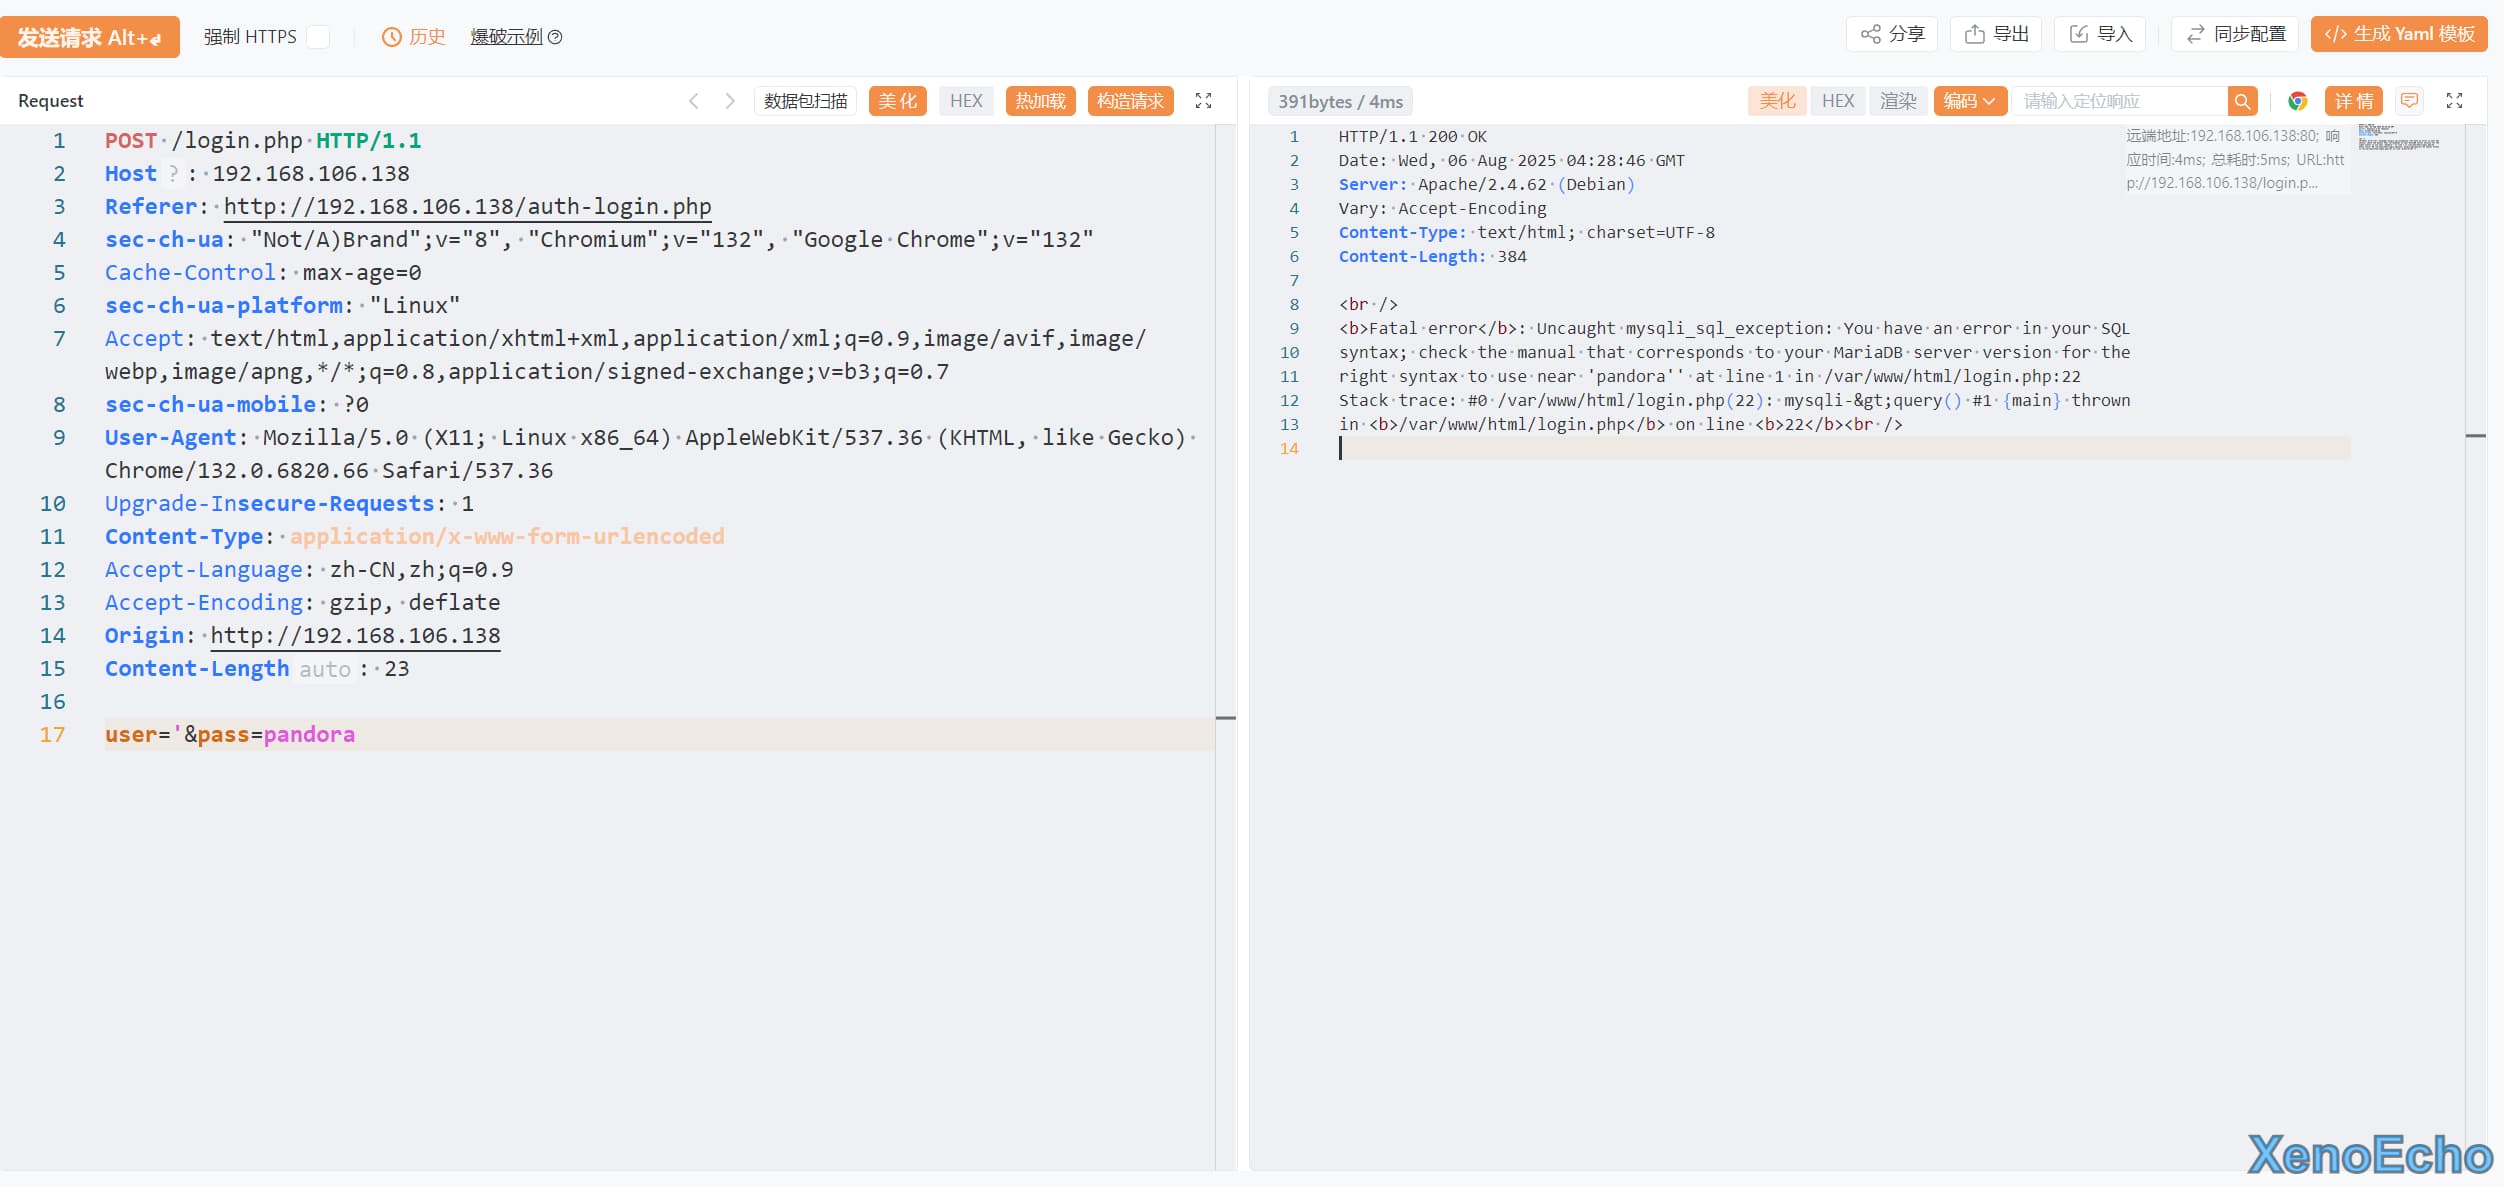 发送请求 Alt+↵ 强制 HTTPS 历史 爆破示例 分享 导出 导入 同步配置 </> 生成 Yaml 模板
Request 数据包扫描 美化 HEX 热加载 构造请求 391bytes / 4ms 美化 HEX 渲染 编码 请输入定位响应 详情
1 POST /login.php HTTP/1.1
2 Host ? : 192.168.106.138
3 Referer: http://192.168.106.138/auth-login.php
4 sec-ch-ua: "Not/A)Brand";v="8", "Chromium";v="132", "Google Chrome";v="132"
5 Cache-Control: max-age=0
6 sec-ch-ua-platform: "Linux"
7 Accept: text/html,application/xhtml+xml,application/xml;q=0.9,image/avif,image/
webp,image/apng,*/*;q=0.8,application/signed-exchange;v=b3;q=0.7
8 sec-ch-ua-mobile: ?0
9 User-Agent: Mozilla/5.0 (X11; Linux x86_64) AppleWebKit/537.36 (KHTML, like Gecko)
Chrome/132.0.6820.66 Safari/537.36
10 Upgrade-Insecure-Requests: 1
11 Content-Type: application/x-www-form-urlencoded
12 Accept-Language: zh-CN,zh;q=0.9
13 Accept-Encoding: gzip, deflate
14 Origin: http://192.168.106.138
15 Content-Length auto : 23
16
17 user='&pass=pandora
1 HTTP/1.1 200 OK
2 Date: Wed, 06 Aug 2025 04:28:46 GMT
3 Server: Apache/2.4.62 (Debian)
4 Vary: Accept-Encoding
5 Content-Type: text/html; charset=UTF-8
6 Content-Length: 384
7
8 <br />
9 <b>Fatal error</b>: Uncaught mysqli_sql_exception: You have an error in your SQL
10 syntax; check the manual that corresponds to your MariaDB server version for the
11 right syntax to use near 'pandora'' at line 1 in /var/www/html/login.php:22
12 Stack trace: #0 /var/www/html/login.php(22): mysqli-&gt;query() #1 {main} thrown
13 in <b>/var/www/html/login.php</b> on line <b>22</b><br />
14
远端地址:192.168.106.138:80; 响
应时间:4ms; 总耗时:5ms; URL:htt
p://192.168.106.138/login.p...
XenoEcho